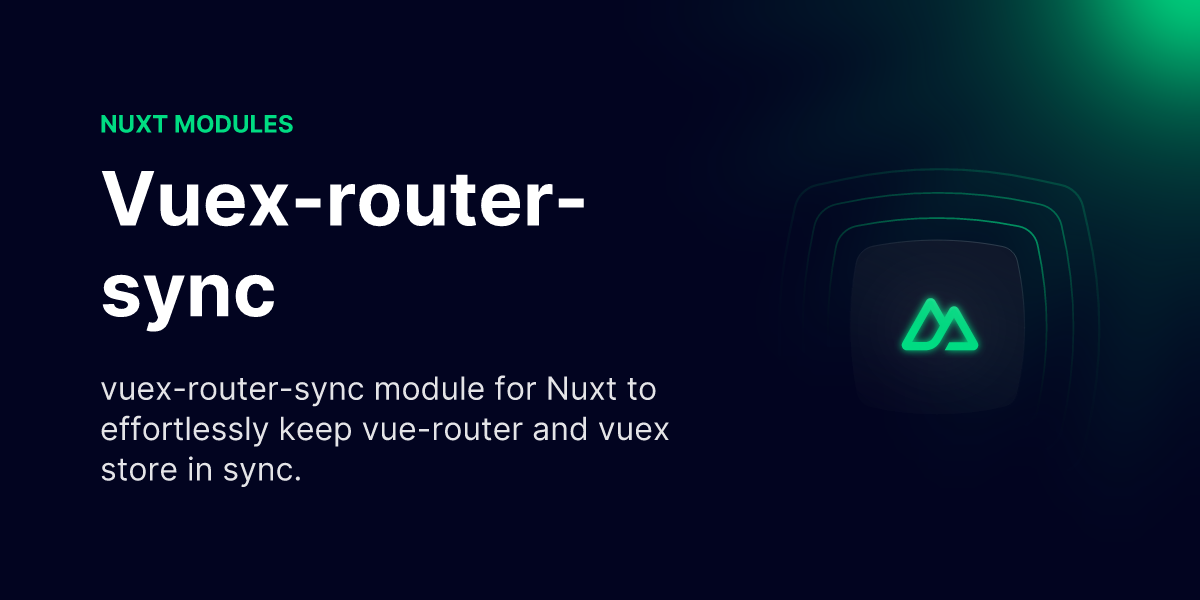 NUXT MODULES
Vuex-router-
sync
vuex-router-sync module for Nuxt to
effortlessly keep vue-router and vuex
store in sync.